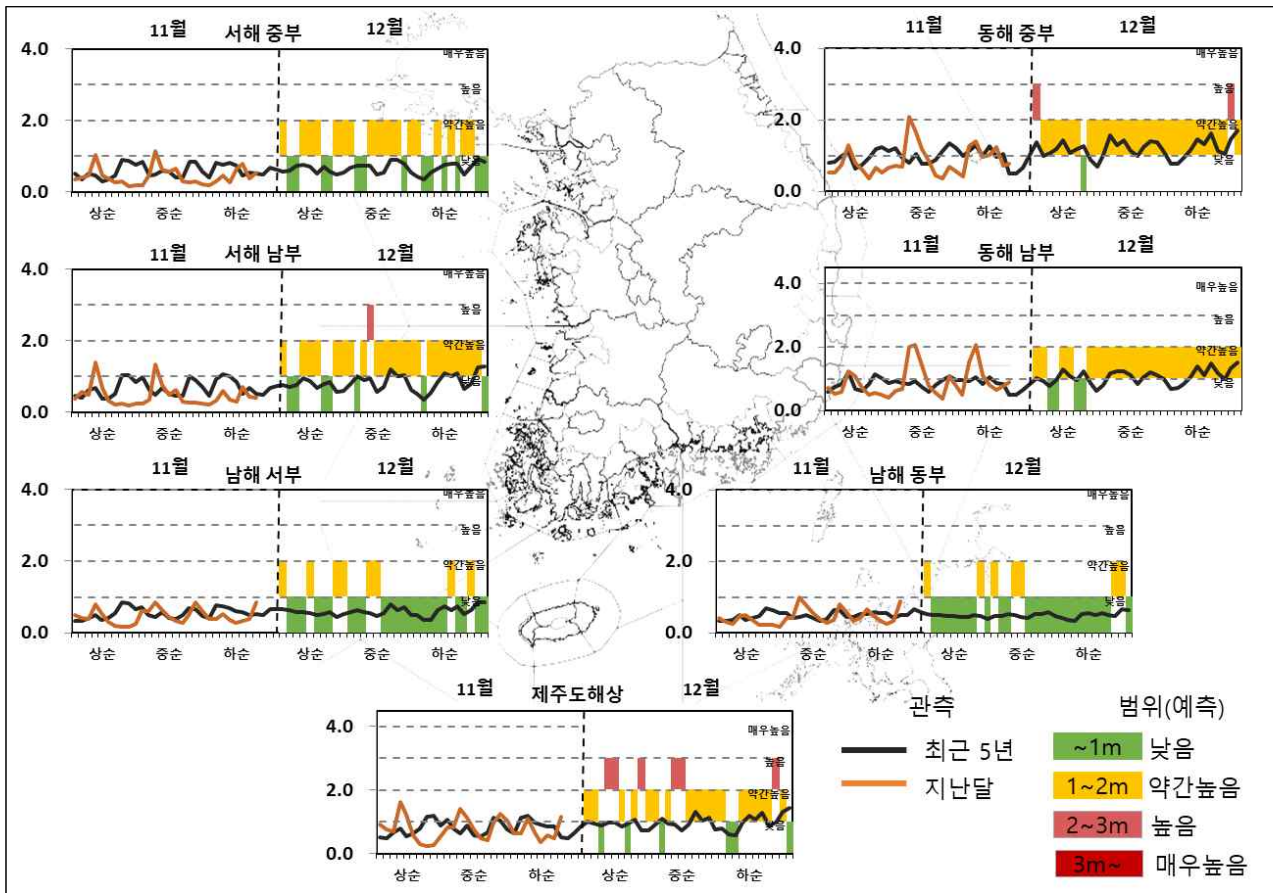 11월 서해 중부 12월
4.0
2.0
0.0
매우높음
높음
약간높음
낮음
상순 중순 하순 상순 중순 하순
11월 동해 중부 12월
4.0
2.0
0.0
매우높음
높음
약간높음
낮음
상순 중순 하순 상순 중순 하순
11월 서해 남부 12월
4.0
2.0
0.0
매우높음
높음
약간높음
낮음
상순 중순 하순 상순 중순 하순
11월 동해 남부 12월
4.0
2.0
0.0
매우높음
높음
약간높음
낮음
상순 중순 하순 상순 중순 하순
11월 남해 서부 12월
4.0
2.0
0.0
매우높음
높음
약간높음
낮음
상순 중순 하순 상순 중순 하순
11월 남해 동부 12월
4.0
2.0
0.0
매우높음
높음
약간높음
낮음
상순 중순 하순 상순 중순 하순
11월 제주도해상 12월
4.0
2.0
0.0
매우높음
높음
약간높음
낮음
상순 중순 하순 상순 중순 하순
관측
최근 5년
지난달
범위(예측)
~1m 낮음
1~2m 약간높음
2~3m 높음
3m~ 매우높음